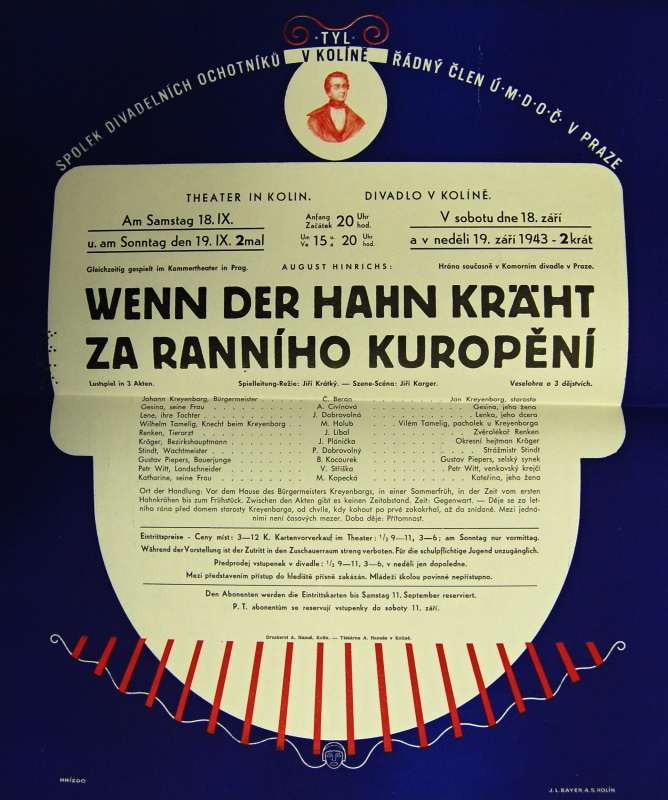 ·TYL·
V KOLÍNĚ
SPOLEK DIVADELNÍCH OCHOTNÍKŮ
ŘÁDNÝ ČLEN Ú·M·D·O·Č· V PRAZE
THEATER IN KOLIN. DIVADLO V KOLÍNĚ.
Am Samstag 18. IX. Anfang Začátek 20 Uhr hod. V sobotu dne 18. září
u. am Sonntag den 19. IX. 2mal Um Ve 15 u. a 20 Uhr hod. a v neděli 19. září 1943 - 2krát
Gleichzeitig gespielt im Kammertheater in Prag. AUGUST HINRICHS: Hráno současně v Komorním divadle v Praze.
WENN DER HAHN KRÄHT
ZA RANNÍHO KUROPĚNÍ
Lustspiel in 3 Akten. Spielleitung-Režie: Jiří Krátký. — Szene-Scéna: Jiří Karger. Veselohra o 3 dějstvích.
Johann Kreyenborg, Bürgermeister . . . C. Beran . . . Jan Kreyenborg, starosta
Gesina, seine Frau . . . A. Civínová . . . Gesina, jeho žena
Lene, ihre Tochter . . . J. Dobrovolná . . . Lenka, jeho dcera
Wilhelm Tamelig, Knecht beim Kreyenborg . . . M. Holub . . . Vilém Tamelig, pacholek u Kreyenborga
Renken, Tierarzt . . . J. Líbal . . . Zvěrolékař Renken
Kröger, Bezirkshauptmann . . . J. Plánička . . . Okresní hejtman Kröger
Stindt, Wachtmeister . . . P. Dobrovolný . . . Strážmistr Stindt
Gustav Piepers, Bauerjunge . . . B. Kocourek . . . Gustav Piepers, selský synek
Petr Witt, Landschneider . . . V. Stříška . . . Petr Witt, venkovský krejčí
Katharine, seine Frau . . . M. Kopecká . . . Kateřina, jeho žena
Ort der Handlung: Vor dem Hause des Bürgermeisters Kreyenborgs, in einer Sommerfrüh, in der Zeit vom ersten
Hahnkrähen bis zum Frühstück. Zwischen den Akten gibt es keinen Zeitabstand. Zeit: Gegenwart. — Děje se za let-
ního rána před domem starosty Kreyenborga, od chvíle, kdy kohout po prvé zakokrhal, až do snídaně. Mezi jedná-
ními není časových mezer. Doba děje: Přítomnost.
Eintrittspreise - Ceny míst: 3—12 K. Kartenvorverkauf im Theater: 1/2 9—11, 3—6; am Sonntag nur vormittag.
Während der Vorstellung ist der Zutritt in den Zuschauerraum streng verboten. Für die schulpflichtige Jugend unzugänglich.
Předprodej vstupenek v divadle: 1/2 9—11, 3—6, v neděli jen dopoledne.
Mezi představením přístup do hlediště přísně zakázán. Mládeži školou povinné nepřístupno.
Den Abonnenten werden die Eintrittskarten bis Samstag 11. September reserviert.
P. T. abonentům se reservují vstupenky do soboty 11. září.
Druckerei A. Hanuš, Kolin. — Tiskárna A. Hanuše v Kolíně.
HNÍZDO
J. L. BAYER, A. S. KOLÍN